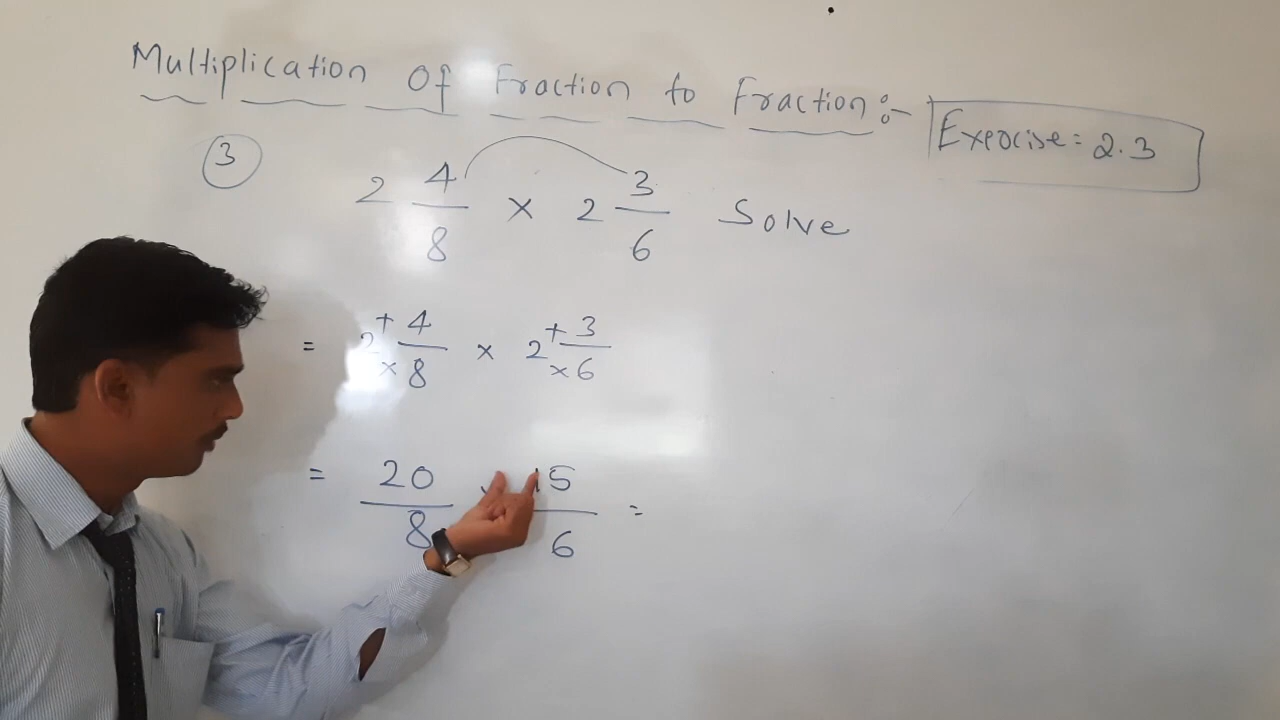 Multiplication Of Fraction to Fraction :-
Exercise = 2.3
3
2 4/8 × 2 3/6 Solve
= 2 + 4 / × 8 × 2 + 3 / × 6
= 20/8 × 15/6 =